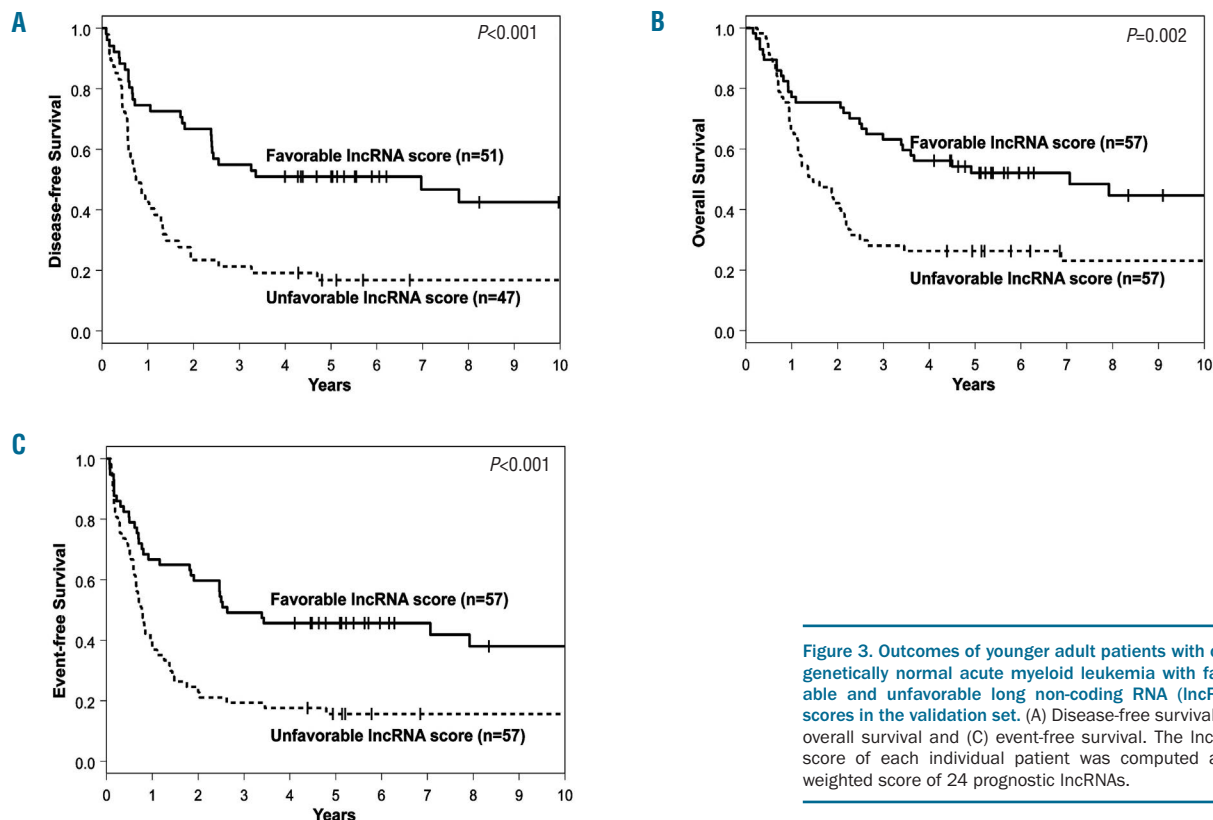 A
P<0.001
1.0
0.8
0.6
0.4
0.2
0.0
Disease-free Survival
Favorable lncRNA score (n=51)
Unfavorable lncRNA score (n=47)
0 1 2 3 4 5 6 7 8 9 10
Years
B
P=0.002
1.0
0.8
0.6
0.4
0.2
0.0
Overall Survival
Favorable lncRNA score (n=57)
Unfavorable lncRNA score (n=57)
0 1 2 3 4 5 6 7 8 9 10
Years
C
P<0.001
1.0
0.8
0.6
0.4
0.2
0.0
Event-free Survival
Favorable lncRNA score (n=57)
Unfavorable lncRNA score (n=57)
0 1 2 3 4 5 6 7 8 9 10
Years
Figure 3. Outcomes of younger adult patients with
genetically normal acute myeloid leukemia with
able and unfavorable long non-coding RNA
scores in the validation set. (A) Disease-free survival
overall survival and (C) event-free survival. The
score of each individual patient was computed
weighted score of 24 prognostic lncRNAs.